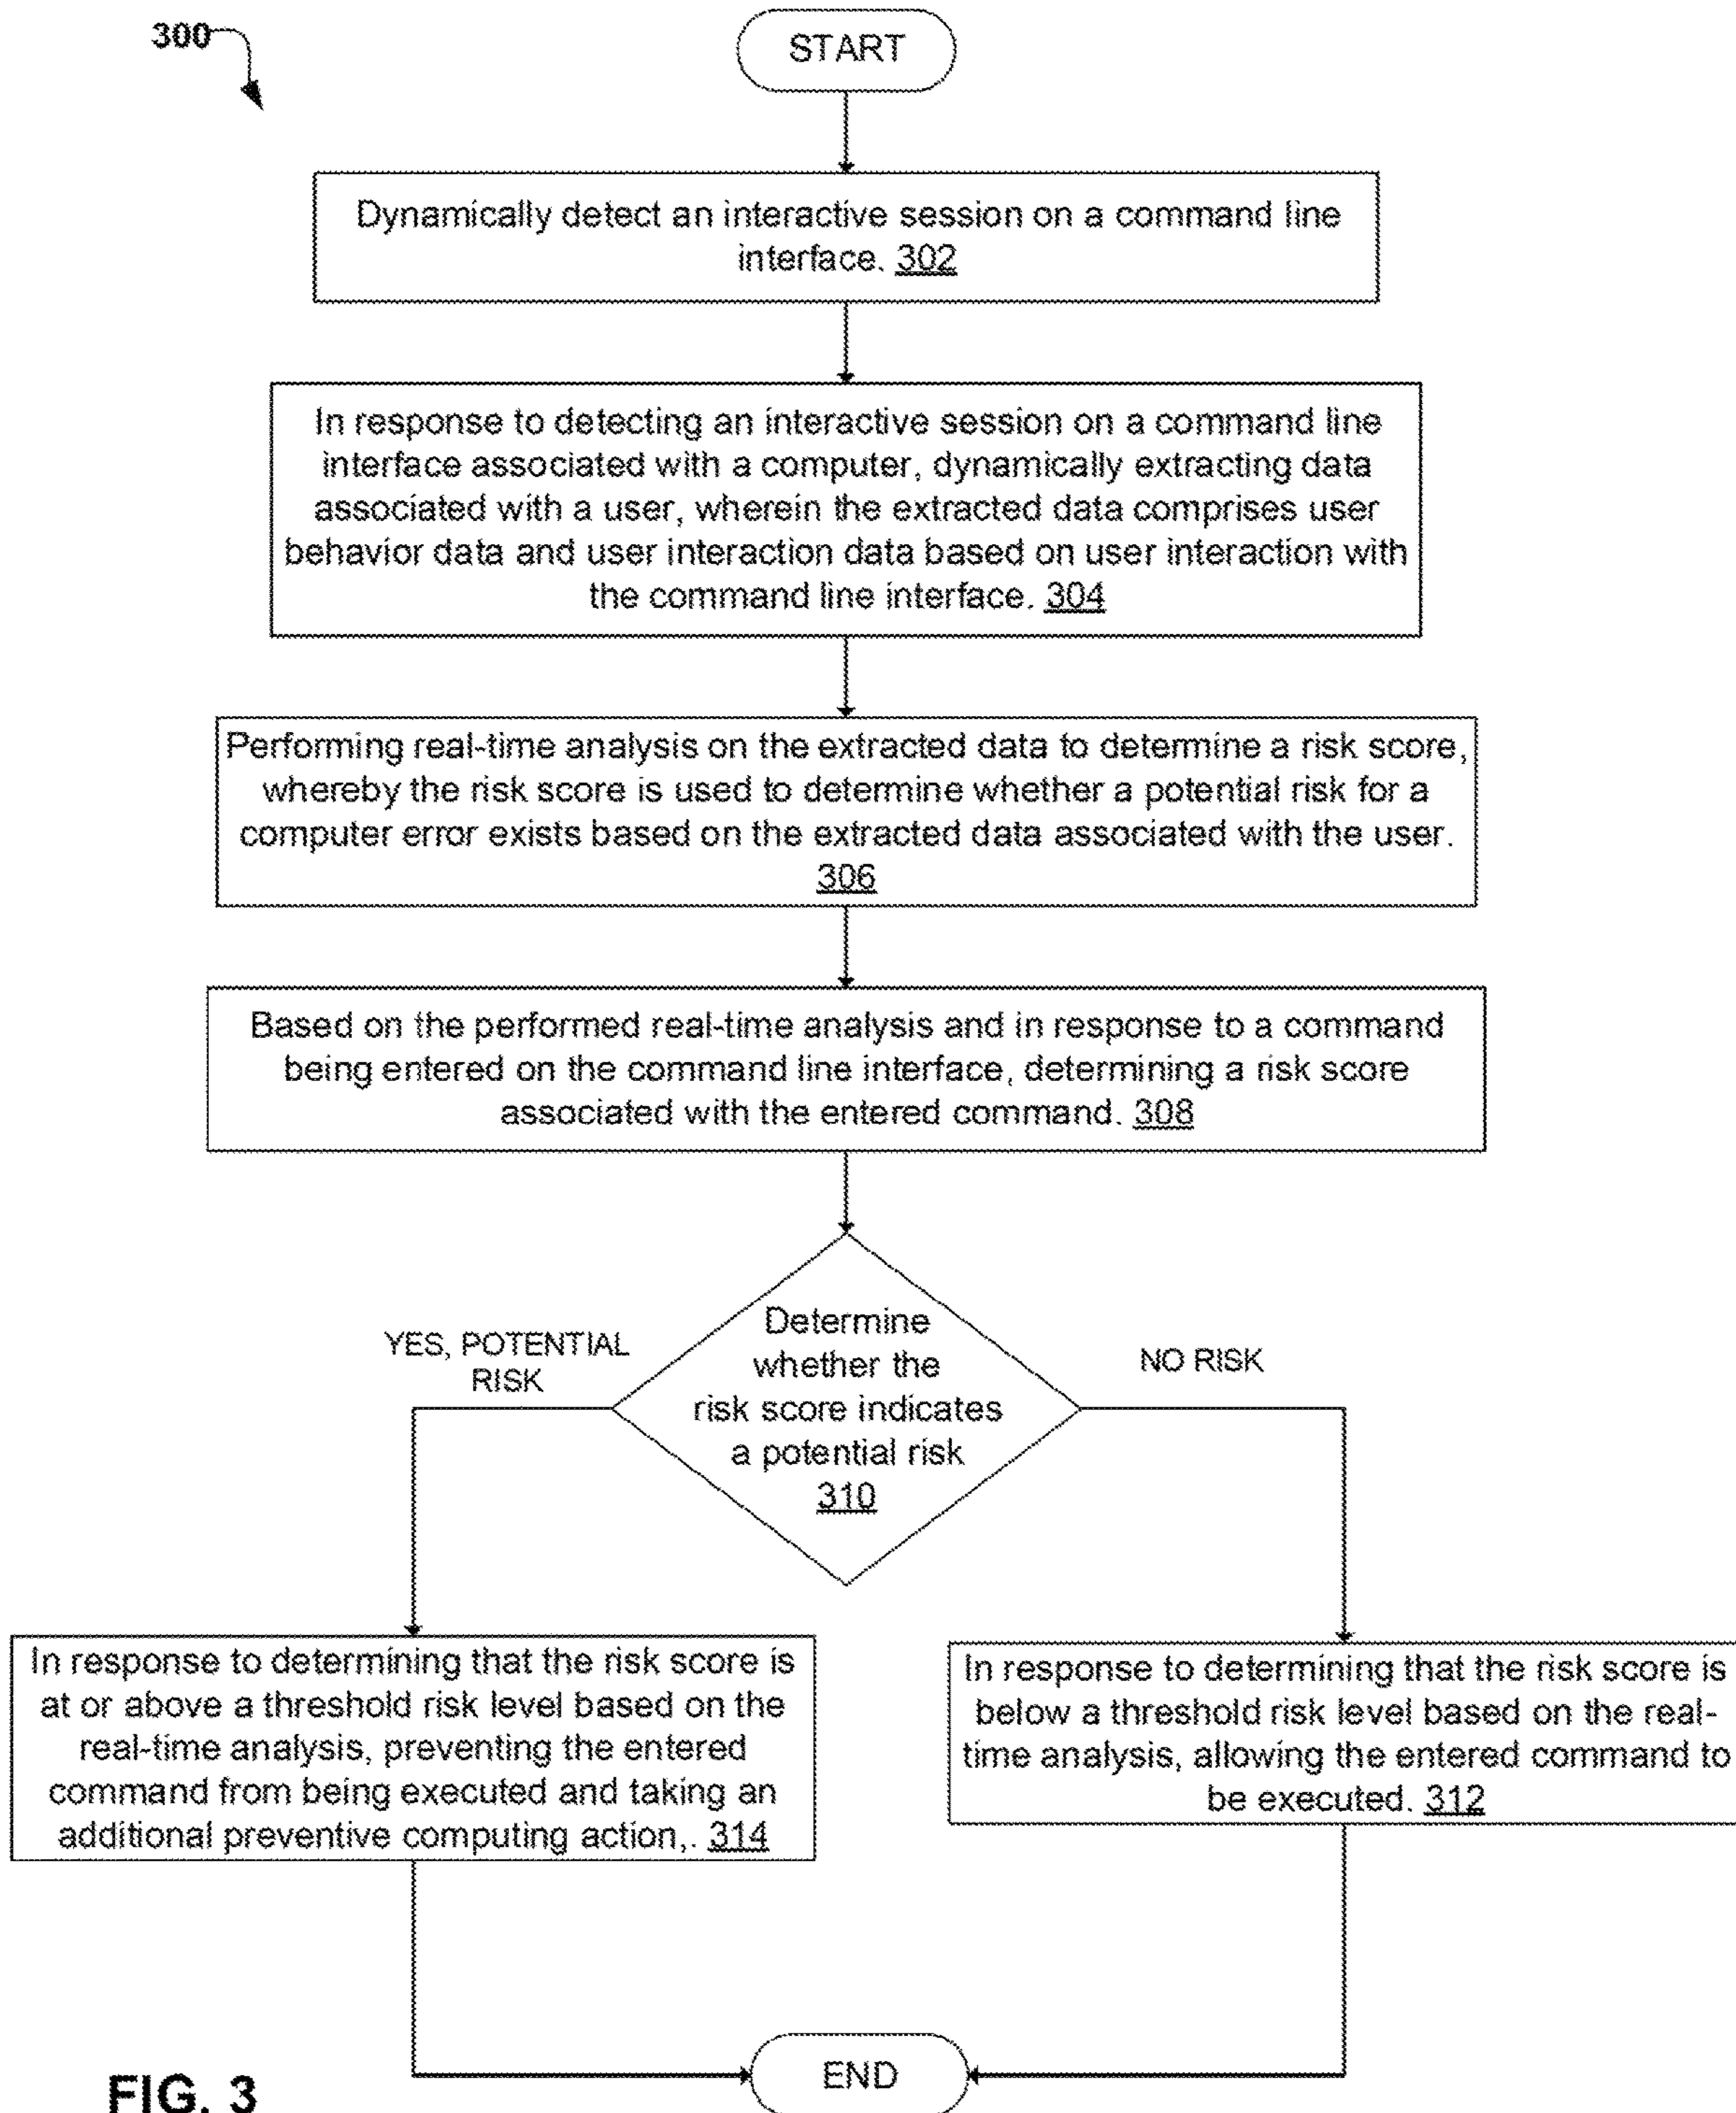 300
START
Dynamically detect an interactive session on a command line
interface. 302
In response to detecting an interactive session on a command line
interface associated with a computer, dynamically extracting data
associated with a user, wherein the extracted data comprises user
behavior data and user interaction data based on user interaction with
the command line interface. 304
Performing real-time analysis on the extracted data to determine a risk score,
whereby the risk score is used to determine whether a potential risk for a
computer error exists based on the extracted data associated with the user.
306
Based on the performed real-time analysis and in response to a command
being entered on the command line interface, determining a risk score
associated with the entered command. 308
Determine
whether the
risk score indicates
a potential risk
310
YES, POTENTIAL
RISK
NO RISK
In response to determining that the risk score is
at or above a threshold risk level based on the
real-time analysis, preventing the entered
command from being executed and taking an
additional preventive computing action,. 314
In response to determining that the risk score is
below a threshold risk level based on the real-
time analysis, allowing the entered command to
be executed. 312
END
FIG. 3